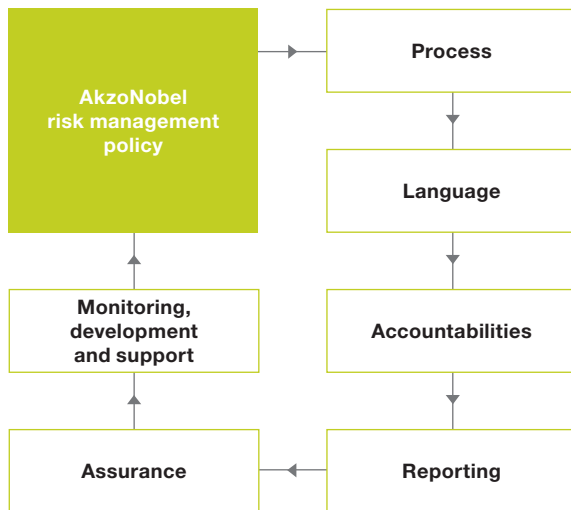 AkzoNobel
risk management
policy
Process
Language
Accountabilities
Reporting
Assurance
Monitoring,
development
and support